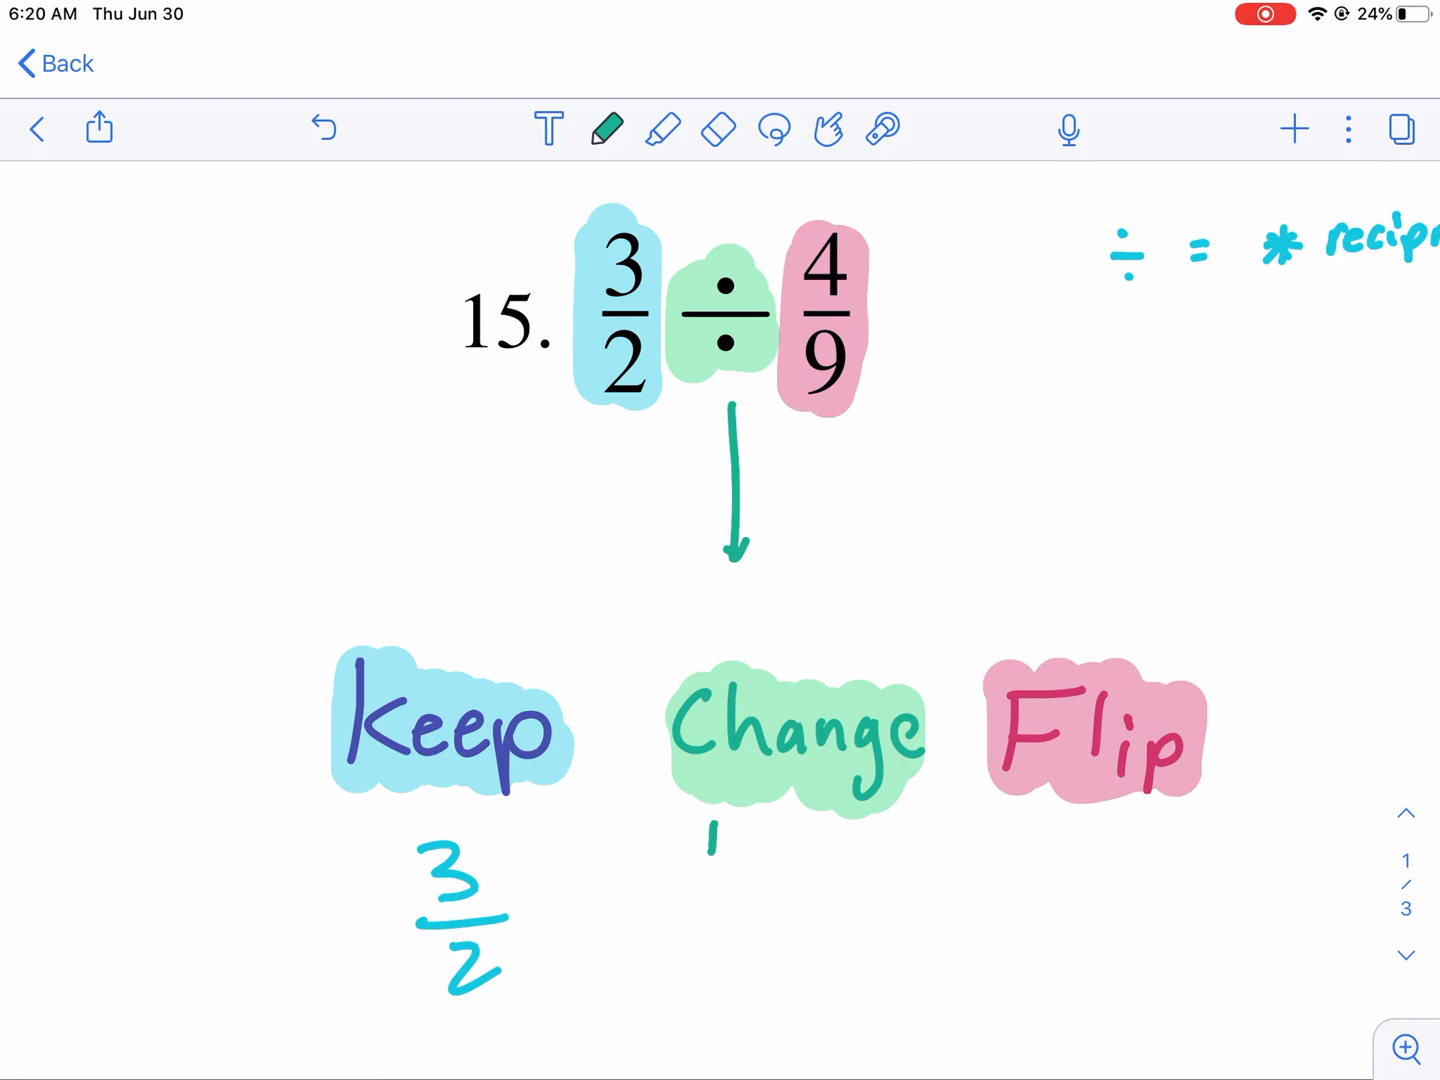 6:20 AM Thu Jun 30 24%
Back
T
15. 3/2 ÷ 4/9
÷ = * recipr
Keep Change Flip
3/2
1
/
3